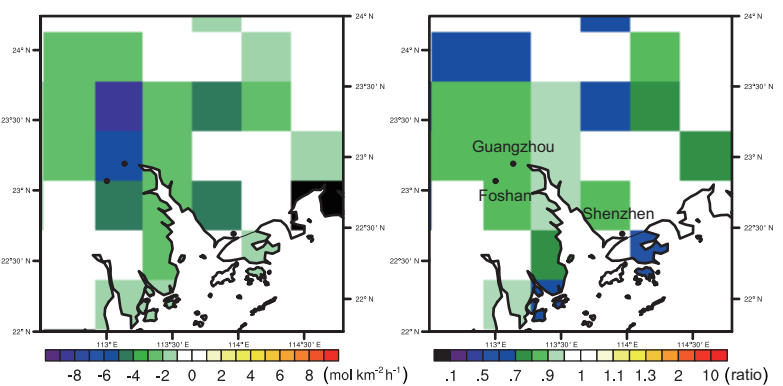 24° N
24° N
23°30' N
23°30' N
23° N
23° N
22°30' N
22°30' N
22° N
22° N
113° E 113°30' E 114° E 114°30' E
-8 -6 -4 -2 0 2 4 6 8 (mol km⁻² h⁻¹)
24° N
24° N
23°30' N
23°30' N
Guangzhou
23° N
23° N
Foshan
Shenzhen
22°30' N
22°30' N
22° N
22° N
113° E 113°30' E 114° E 114°30' E
.1 .5 .7 .9 1 1.1 1.3 2 10 (ratio)